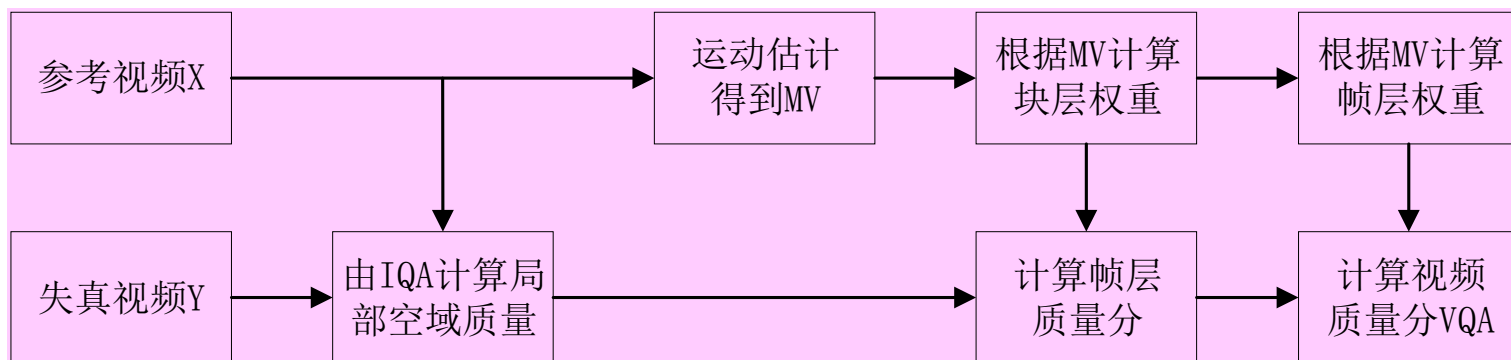 参考视频X
运动估计
得到MV
根据MV计算
块层权重
根据MV计算
帧层权重
失真视频Y
由IQA计算局
部空域质量
计算帧层
质量分
计算视频
质量分VQA